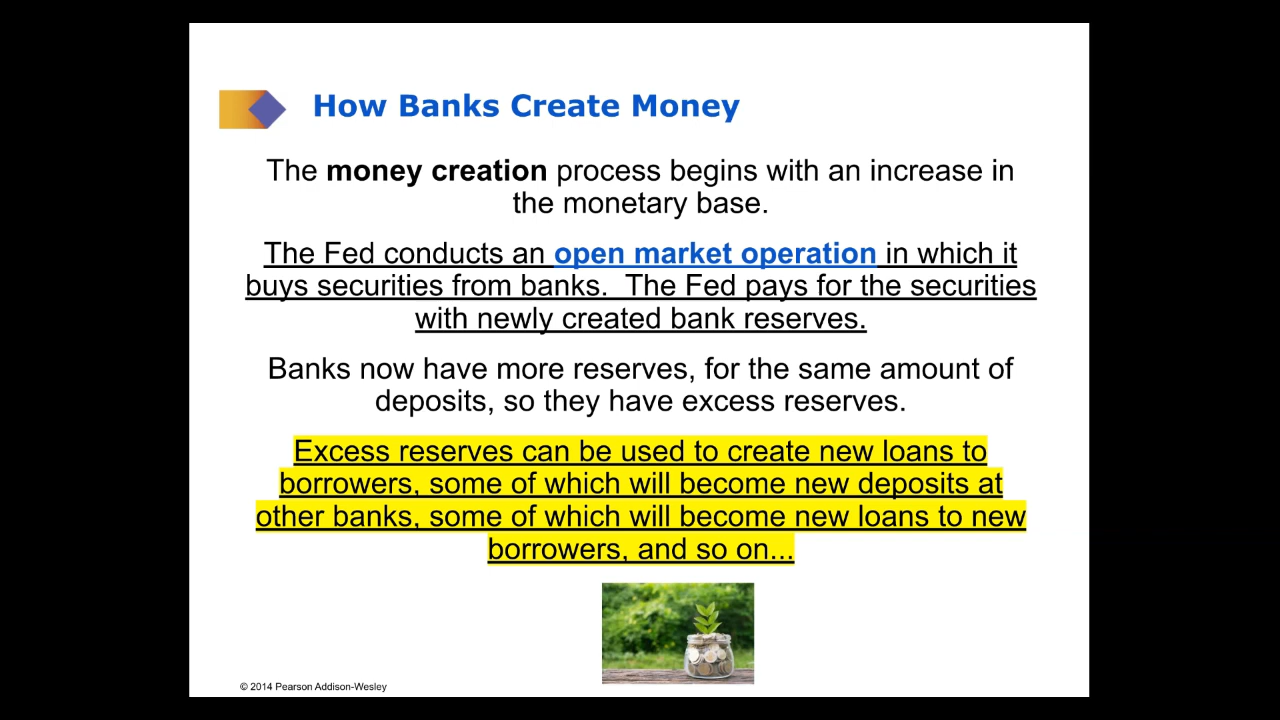 How Banks Create Money
The money creation process begins with an increase in
the monetary base.
The Fed conducts an open market operation in which it
buys securities from banks.  The Fed pays for the securities
with newly created bank reserves.
Banks now have more reserves, for the same amount of
deposits, so they have excess reserves.
Excess reserves can be used to create new loans to
borrowers, some of which will become new deposits at
other banks, some of which will become new loans to new
borrowers, and so on...
© 2014 Pearson Addison-Wesley